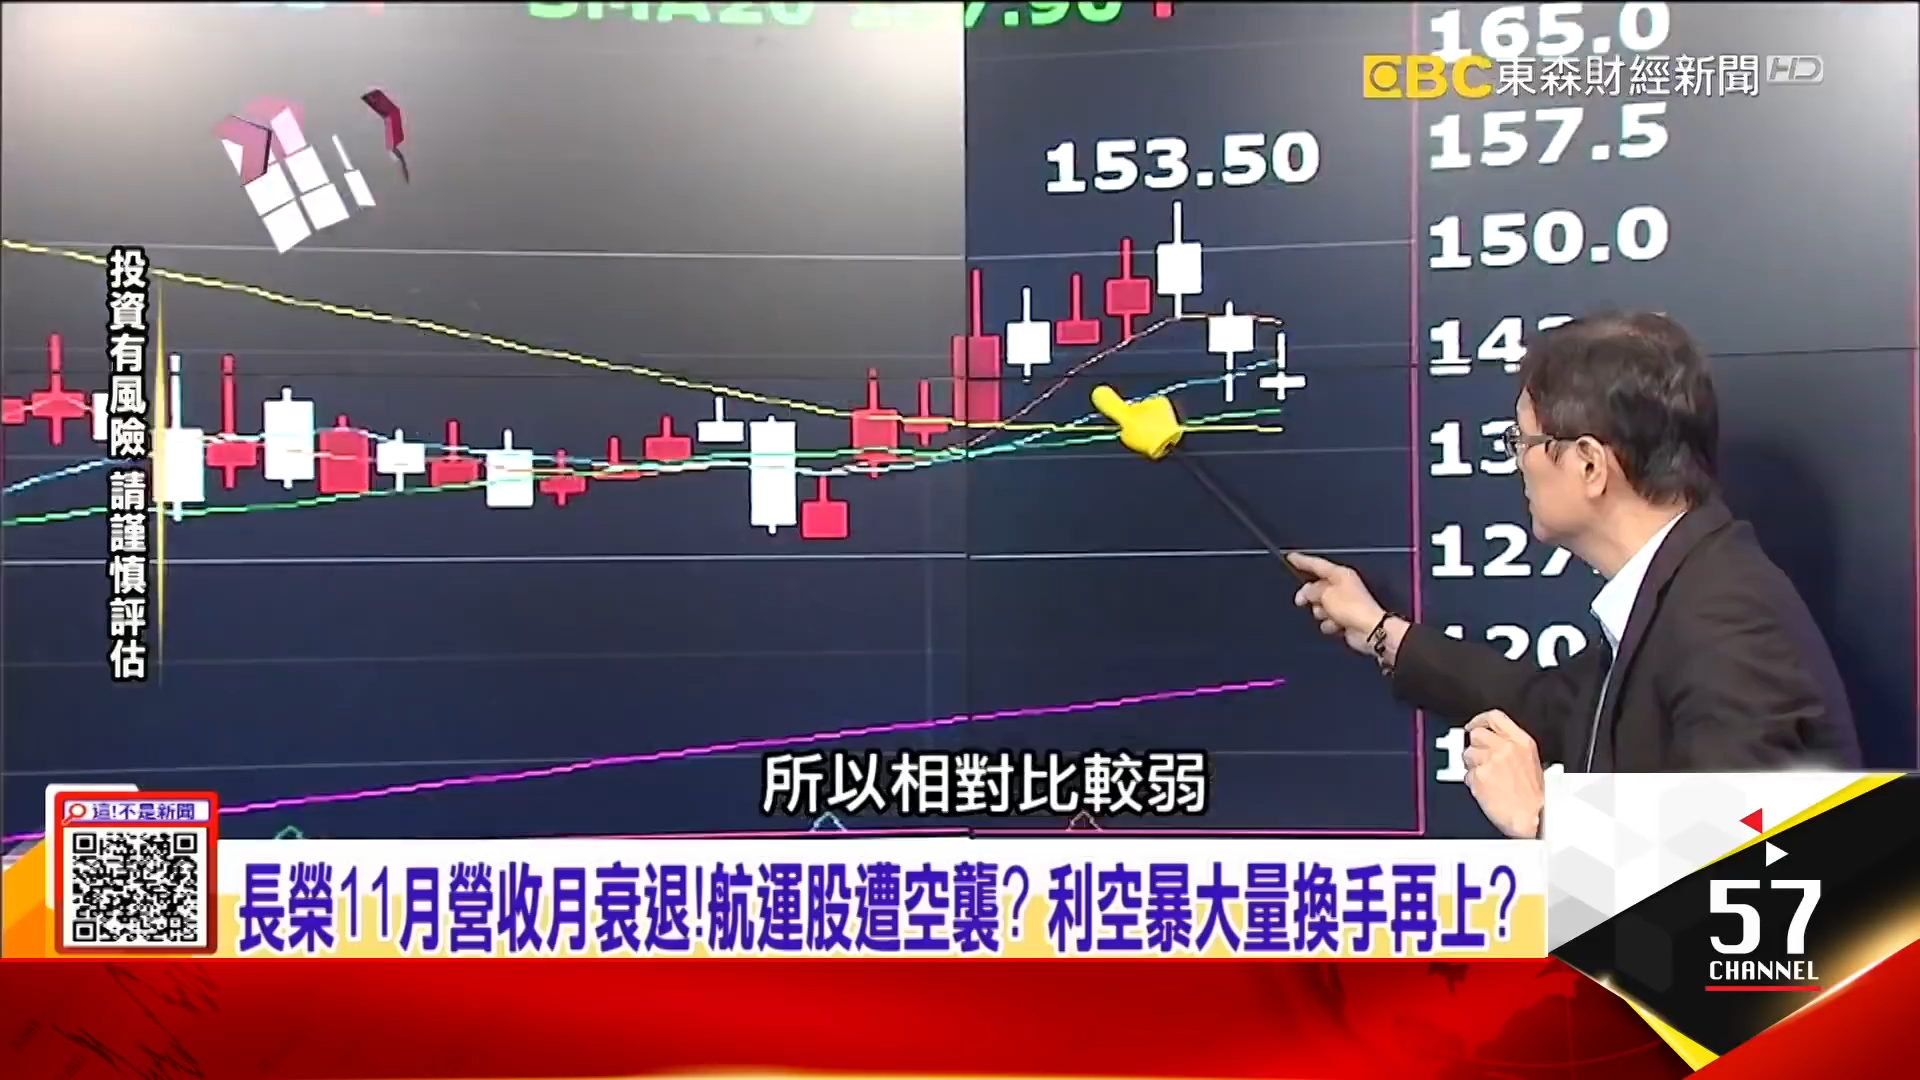 165.0
EBC東森財經新聞HD
157.5
153.50
150.0
投資有風險 請謹慎評估
所以相對比較弱
這!不是新聞
長榮11月營收月衰退!航運股遭空襲? 利空暴大量換手再上?
57
CHANNEL